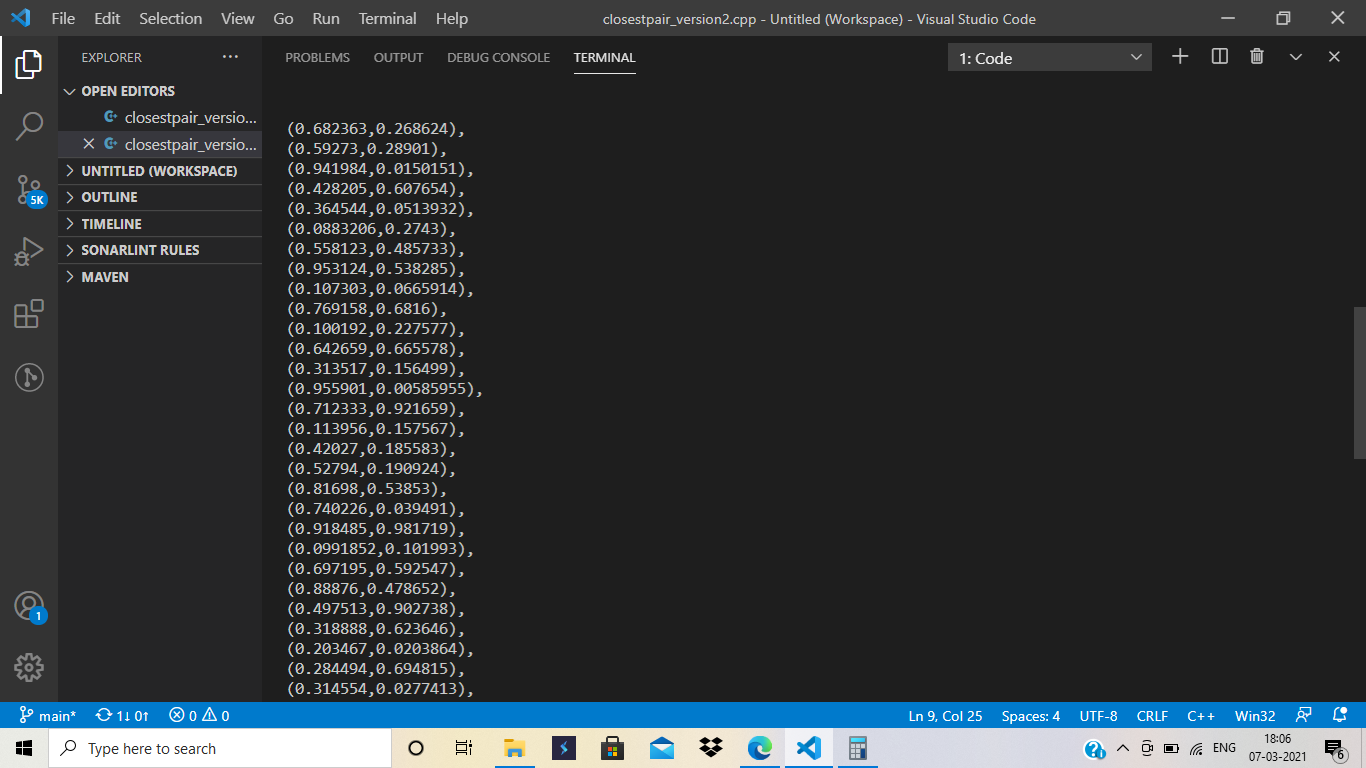 File Edit Selection View Go Run Terminal Help closestpair_version2.cpp - Untitled (Workspace) - Visual Studio Code
EXPLORER ...
PROBLEMS OUTPUT DEBUG CONSOLE TERMINAL 1: Code
OPEN EDITORS
closestpair_versio...
closestpair_versio...
UNTITLED (WORKSPACE)
OUTLINE
TIMELINE
SONARLINT RULES
MAVEN
5K
1
(0.682363,0.268624),
(0.59273,0.28901),
(0.941984,0.0150151),
(0.428205,0.607654),
(0.364544,0.0513932),
(0.0883206,0.2743),
(0.558123,0.485733),
(0.953124,0.538285),
(0.107303,0.0665914),
(0.769158,0.6816),
(0.100192,0.227577),
(0.642659,0.665578),
(0.313517,0.156499),
(0.955901,0.00585955),
(0.712333,0.921659),
(0.113956,0.157567),
(0.42027,0.185583),
(0.52794,0.190924),
(0.81698,0.53853),
(0.740226,0.039491),
(0.918485,0.981719),
(0.0991852,0.101993),
(0.697195,0.592547),
(0.88876,0.478652),
(0.497513,0.902738),
(0.318888,0.623646),
(0.203467,0.0203864),
(0.284494,0.694815),
(0.314554,0.0277413),
main* 1↓ 0↑ 0 0 Ln 9, Col 25 Spaces: 4 UTF-8 CRLF C++ Win32
Type here to search ENG 18:06
07-03-2021 6